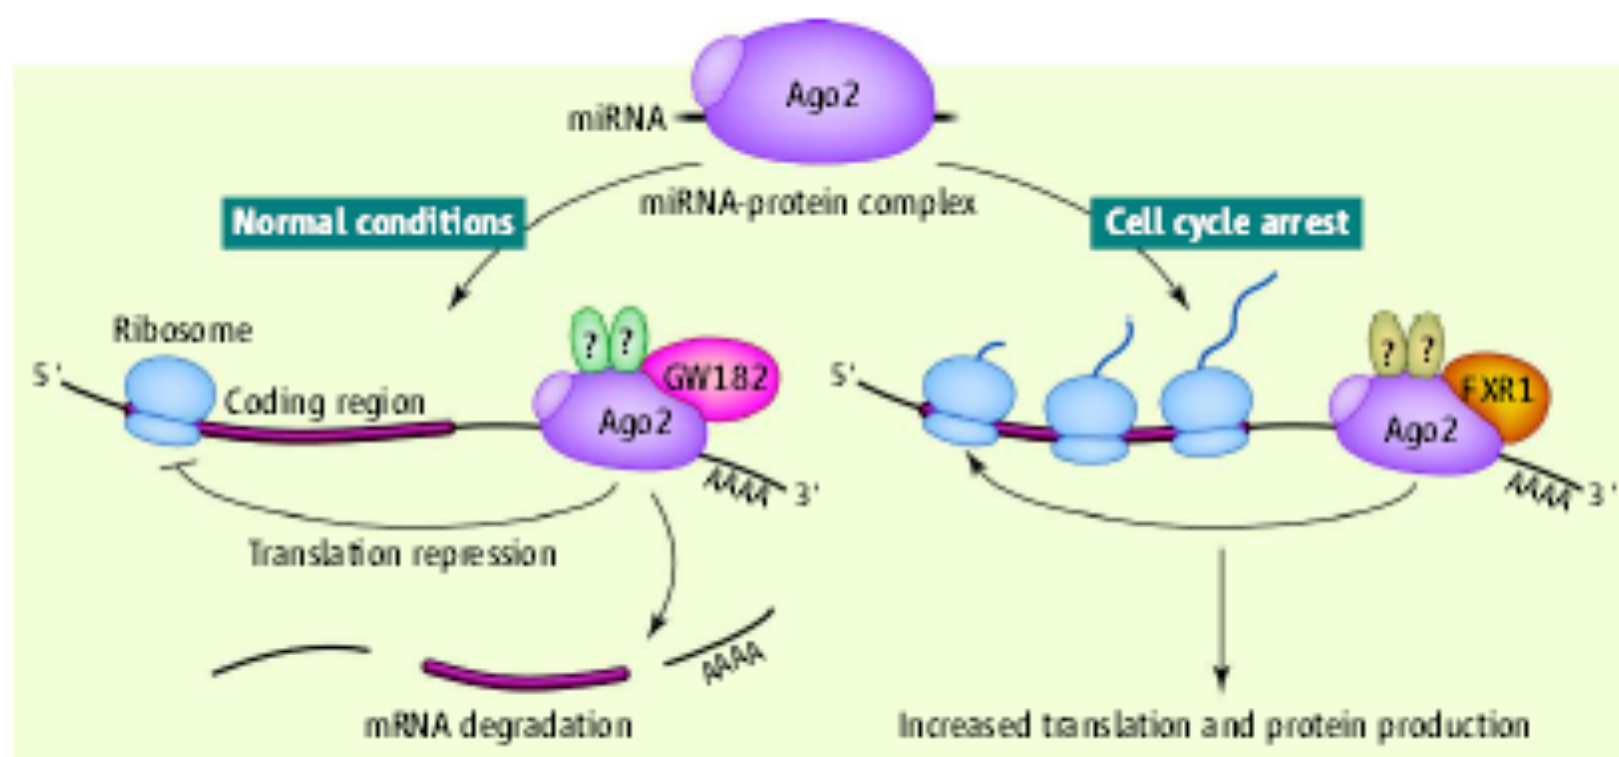 Ago2
miRNA
miRNA-protein complex
Normal conditions
Cell cycle arrest
Ribosome
5'
Coding region
? ?
GW182
Ago2
AAAA 3'
Translation repression
AAAA
mRNA degradation
5'
? ?
FXR1
Ago2
AAAA 3'
Increased translation and protein production